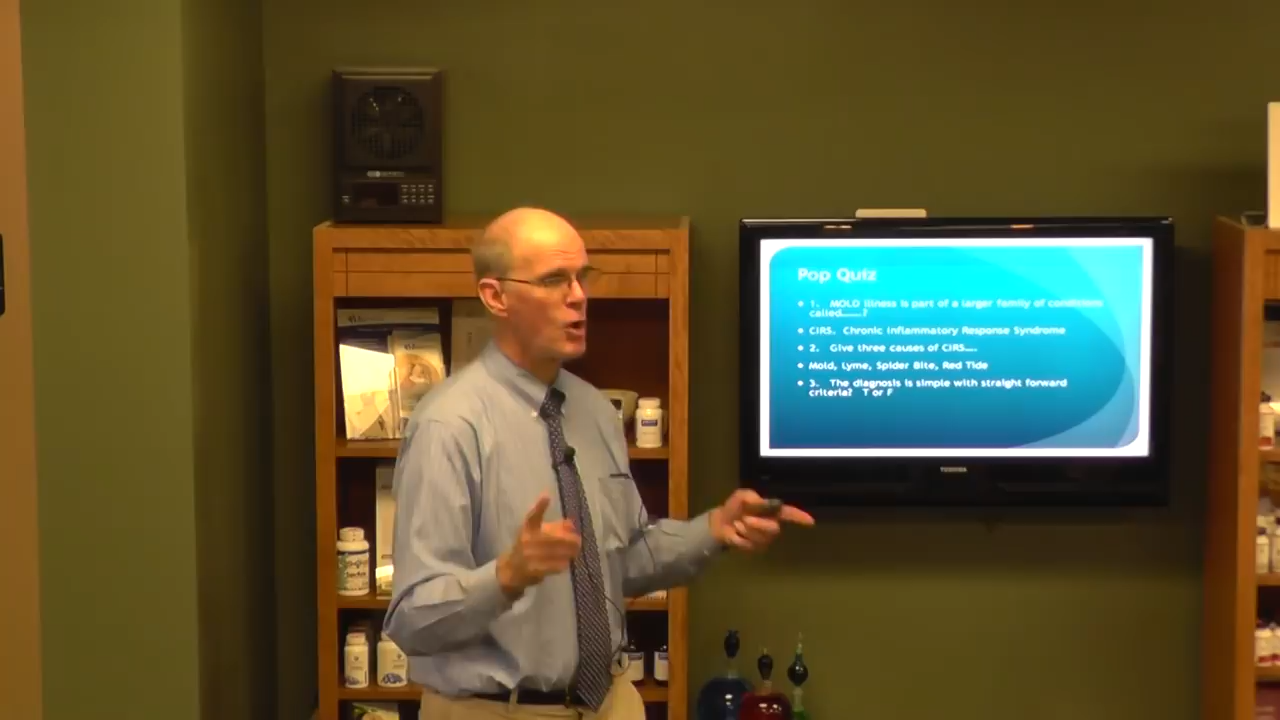 Pop Quiz
1. MOLD illness is part of a larger family of conditions
called......?
CIRS. Chronic Inflammatory Response Syndrome
2. Give three causes of CIRS....
Mold, Lyme, Spider Bite, Red Tide
3. The diagnosis is simple with straight forward
criteria? T or F
TOSHIBA